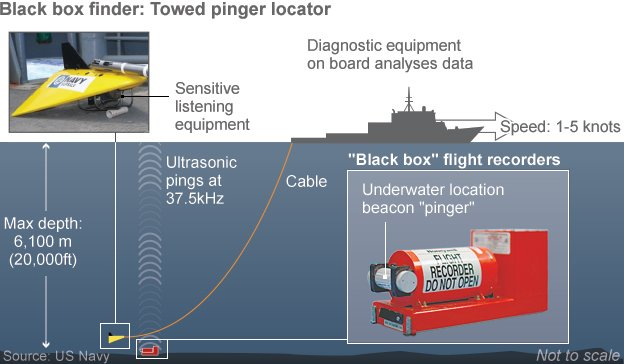 Black box finder: Towed pinger locator
NAVY
Sensitive
listening
equipment
Diagnostic equipment
on board analyses data
Speed: 1-5 knots
Ultrasonic
pings at
37.5kHz
Cable
Max depth:
6,100 m
(20,000ft)
"Black box" flight recorders
Underwater location
beacon "pinger"
FLIGHT
RECORDER
DO NOT OPEN
Source: US Navy
Not to scale